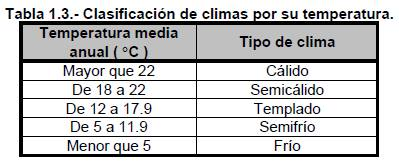 Tabla 1.3.- Clasificación de climas por su temperatura.
Temperatura media anual ( °C ) Tipo de clima
Mayor que 22 Cálido
De 18 a 22 Semicálido
De 12 a 17.9 Templado
De 5 a 11.9 Semifrío
Menor que 5 Frío